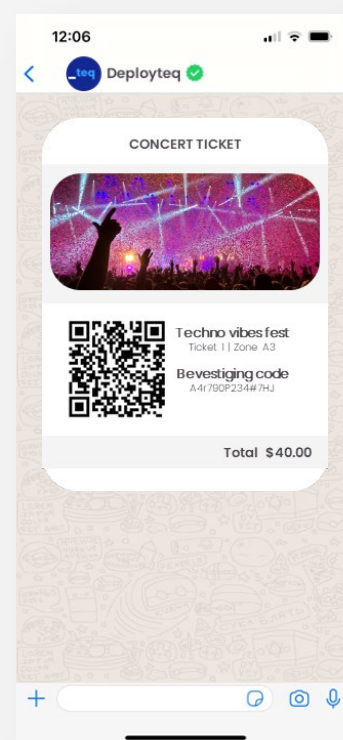 12:06
_teq Deployteq
CONCERT TICKET
Techno vibes fest
Ticket 1 | Zone A3
Bevestiging code
A4r790P234#7HJ
Total $40.00